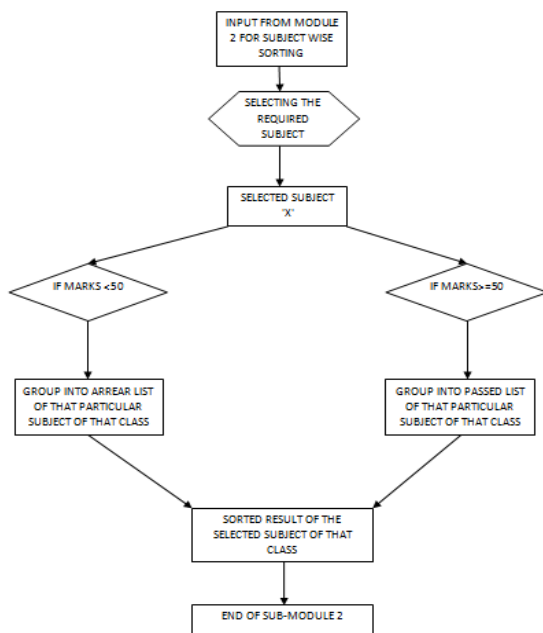 INPUT FROM MODULE
2 FOR SUBJECT WISE
SORTING
SELECTING THE
REQUIRED
SUBJECT
SELECTED SUBJECT
'X'
IF MARKS <50
IF MARKS>=50
GROUP INTO ARREAR LIST
OF THAT PARTICULAR
SUBJECT OF THAT CLASS
GROUP INTO PASSED LIST
OF THAT PARTICULAR
SUBJECT OF THAT CLASS
SORTED RESULT OF THE
SELECTED SUBJECT OF THAT
CLASS
END OF SUB-MODULE 2